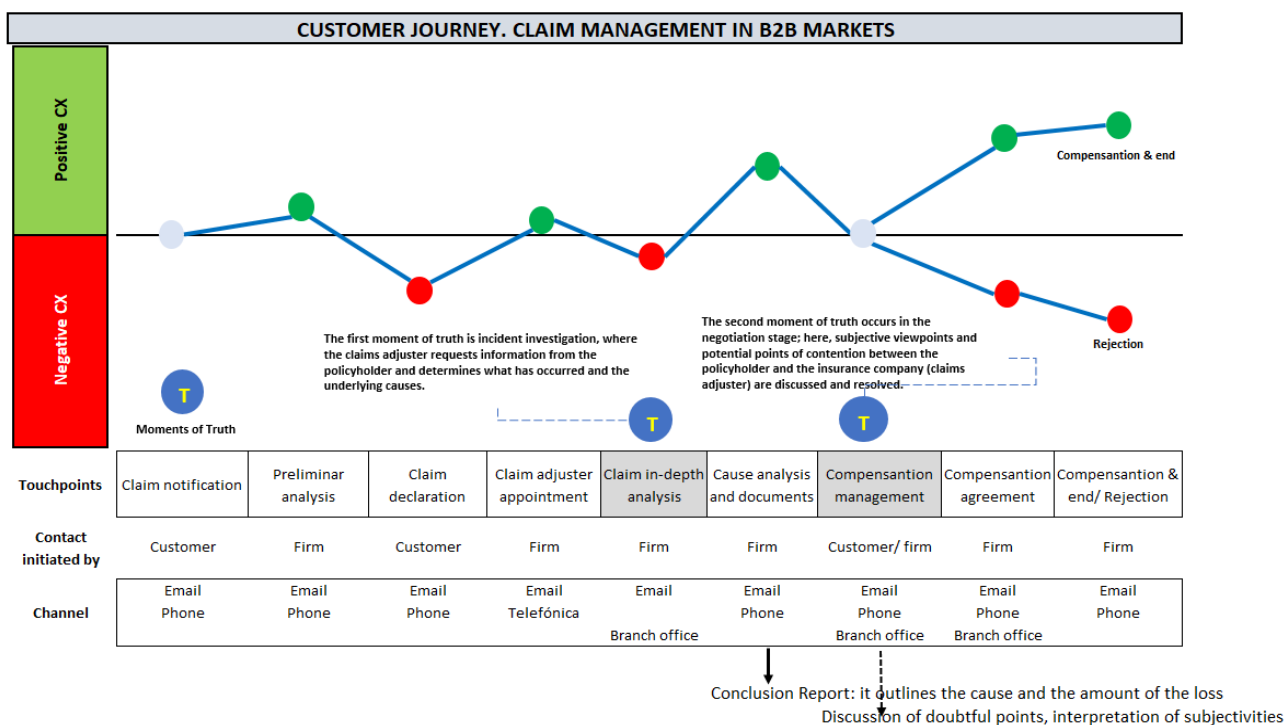 CUSTOMER JOURNEY. CLAIM MANAGEMENT IN B2B MARKETS
Positive CX
Negative CX
Compensantion & end
Rejection
The first moment of truth is incident investigation, where
the claims adjuster requests information from the
policyholder and determines what has occurred and the
underlying causes.
The second moment of truth occurs in the
negotiation stage; here, subjective viewpoints and
potential points of contention between the
policyholder and the insurance company (claims
adjuster) are discussed and resolved.
T
Moments of Truth
T
T
Touchpoints
Claim notification
Preliminar
analysis
Claim
declaration
Claim adjuster
appointment
Claim in-depth
analysis
Cause analysis
and documents
Compensantion
management
Compensantion
agreement
Compensantion &
end/ Rejection
Contact
initiated by
Customer
Firm
Customer
Firm
Firm
Firm
Customer/ firm
Firm
Firm
Channel
Email
Phone
Email
Phone
Email
Phone
Email
Telefónica
Email
Branch office
Email
Phone
Email
Phone
Branch office
Email
Phone
Branch office
Email
Phone
Conclusion Report: it outlines the cause and the amount of the loss
Discussion of doubtful points, interpretation of subjectivities